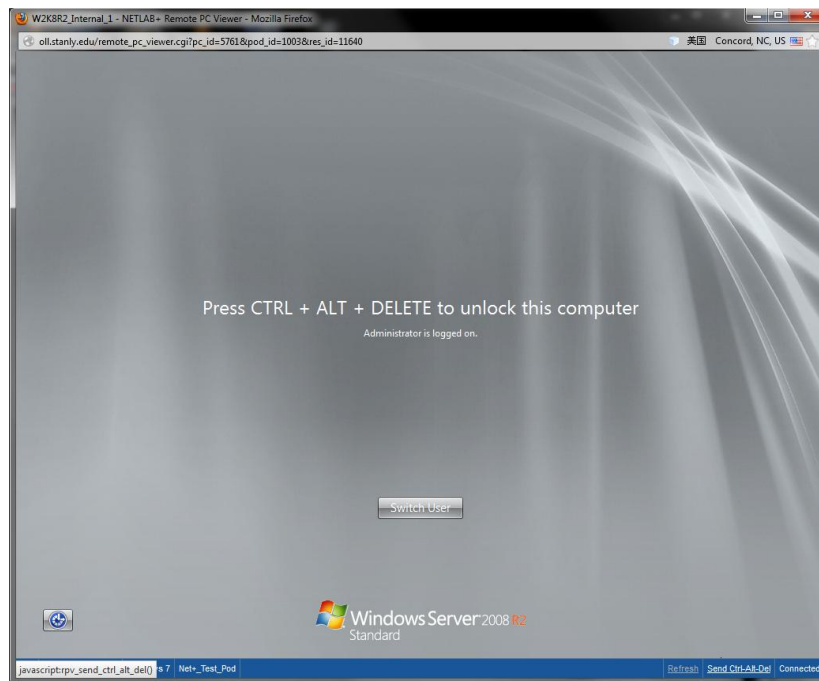 W2K8R2_Internal_1 - NETLAB+ Remote PC Viewer - Mozilla Firefox
oll.stanly.edu/remote_pc_viewer.cgi?pc_id=5761&pod_id=1003&res_id=11640 美国 Concord, NC, US
Press CTRL + ALT + DELETE to unlock this computer
Administrator is logged on.
Switch User
Windows Server 2008 R2
Standard
javascript:rpv_send_ctrl_alt_del() s 7 Net+_Test_Pod Refresh Send Ctrl-Alt-Del Connected